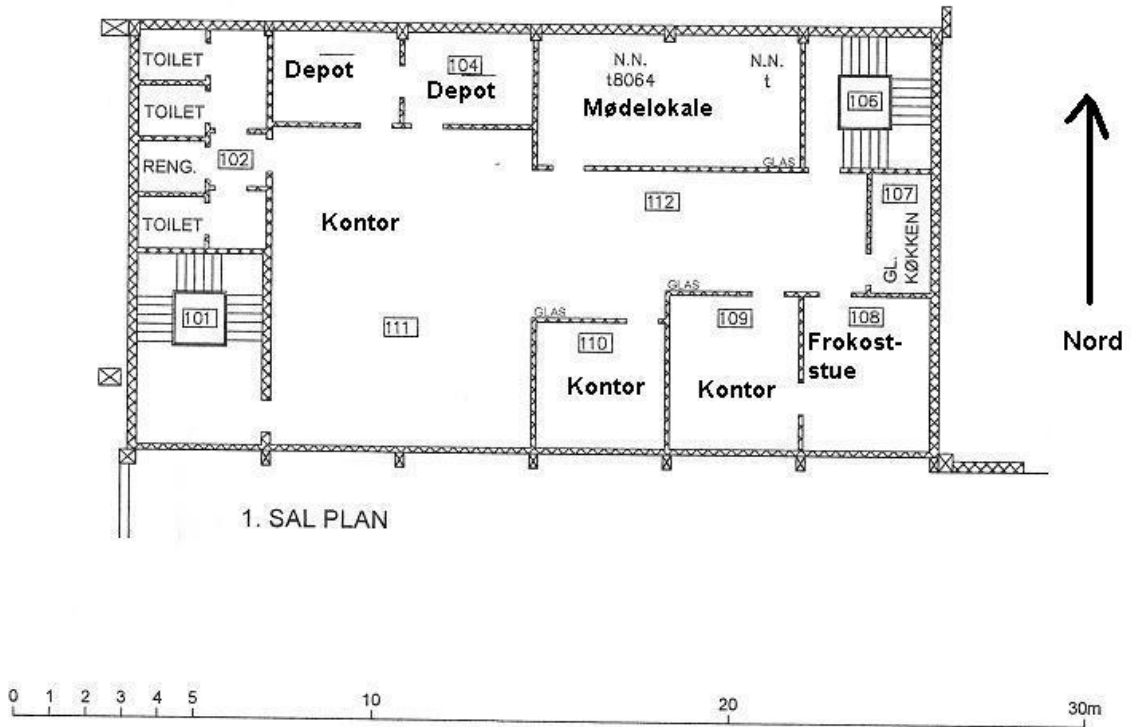 TOILET
Depot
104
Depot
N.N.
t8064
N.N.
t
Mødelokale
106
TOILET
RENG.
102
GLAS
107
TOILET
Kontor
112
GL.
KØKKEN
101
111
GLAS
GLAS
110
109
108
Kontor
Kontor
Frokost-
stue
Nord
1. SAL PLAN
0 1 2 3 4 5 10 20 30m